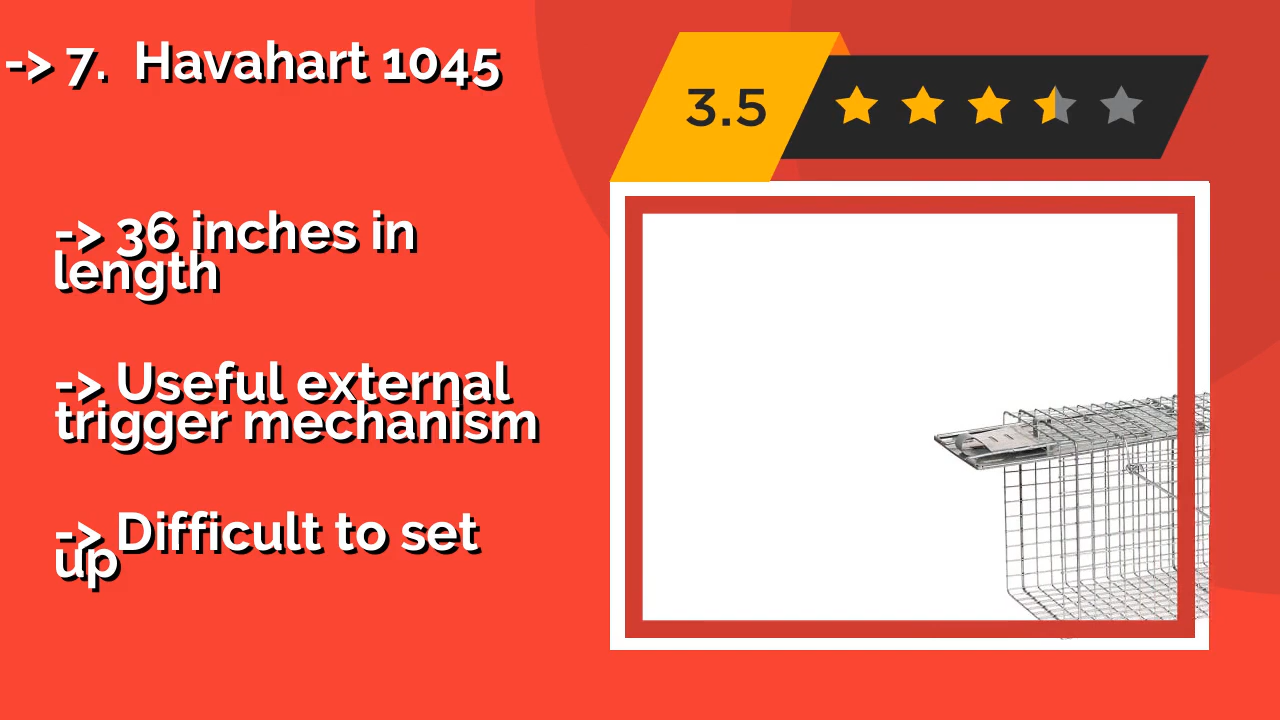 -> 7.  Havahart 1045
3.5
-> 36 inches in
length
-> Useful external
trigger mechanism
-> Difficult to set
up